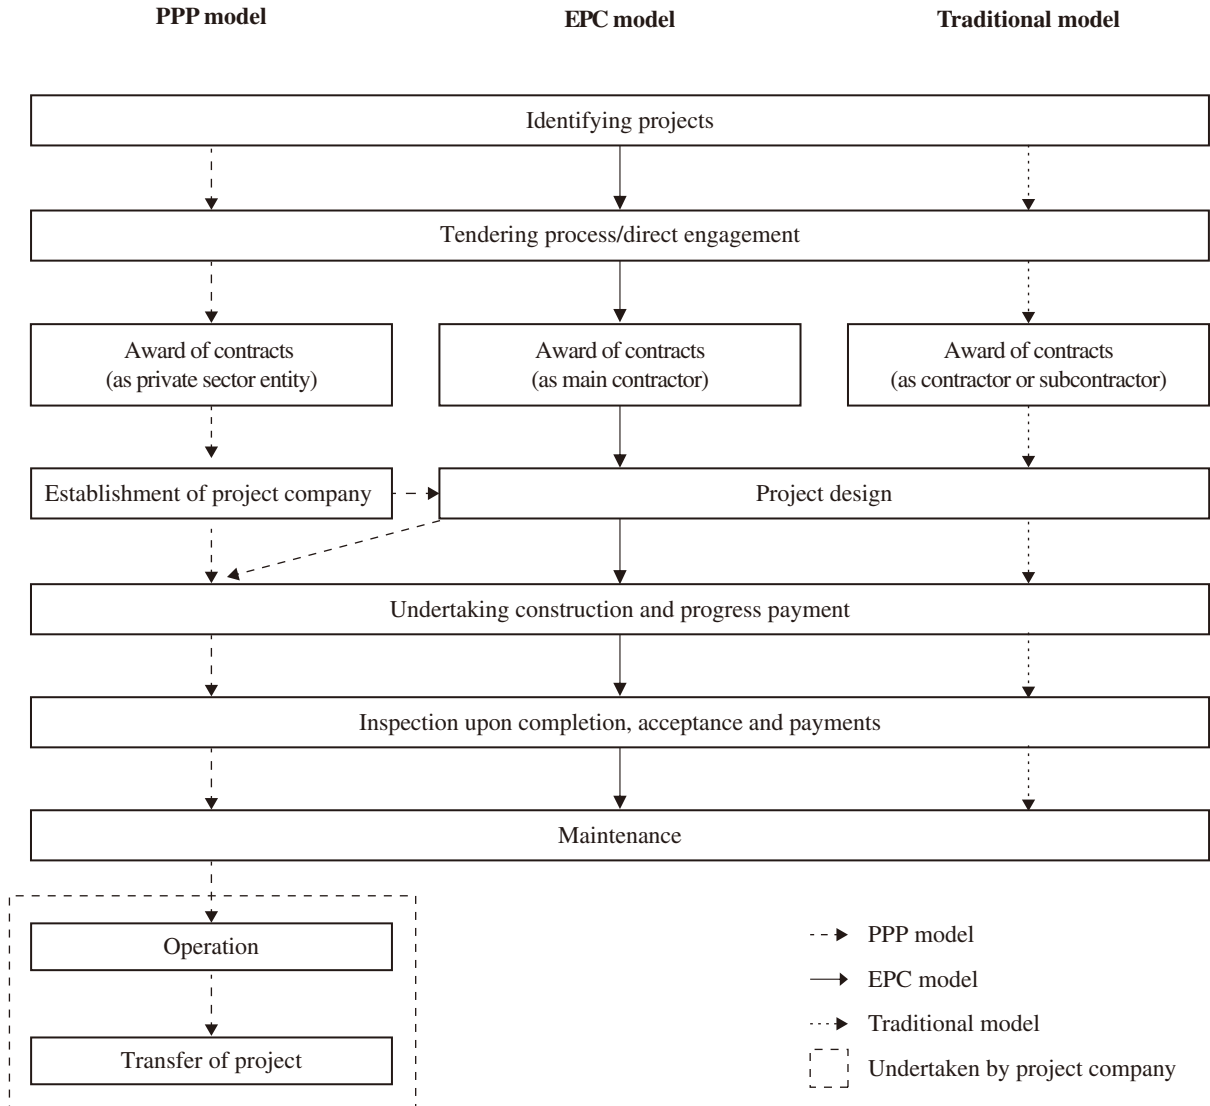 PPP model
EPC model
Traditional model
Identifying projects
Tendering process/direct engagement
Award of contracts
(as private sector entity)
Award of contracts
(as main contractor)
Award of contracts
(as contractor or subcontractor)
Establishment of project company
Project design
Undertaking construction and progress payment
Inspection upon completion, acceptance and payments
Maintenance
Operation
Transfer of project
PPP model
EPC model
Traditional model
Undertaken by project company